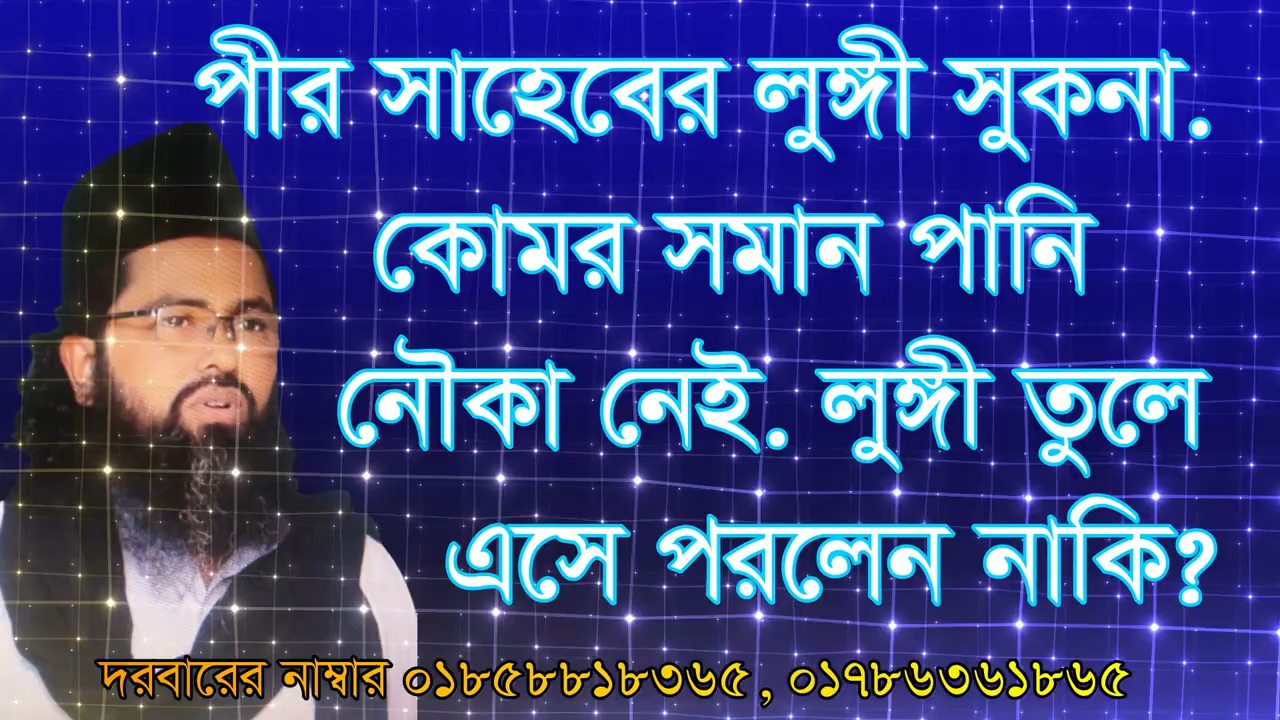 পীর সাহেবের লুঙ্গী সুকনা.
কোমর সমান পানি
নৌকা নেই. লুঙ্গী তুলে
এসে পরলেন নাকি?
দরবারের নাম্বার ০১৮৫৮৮১৮৩৬৫, ০১৭৮৬৩৬১৮৬৫